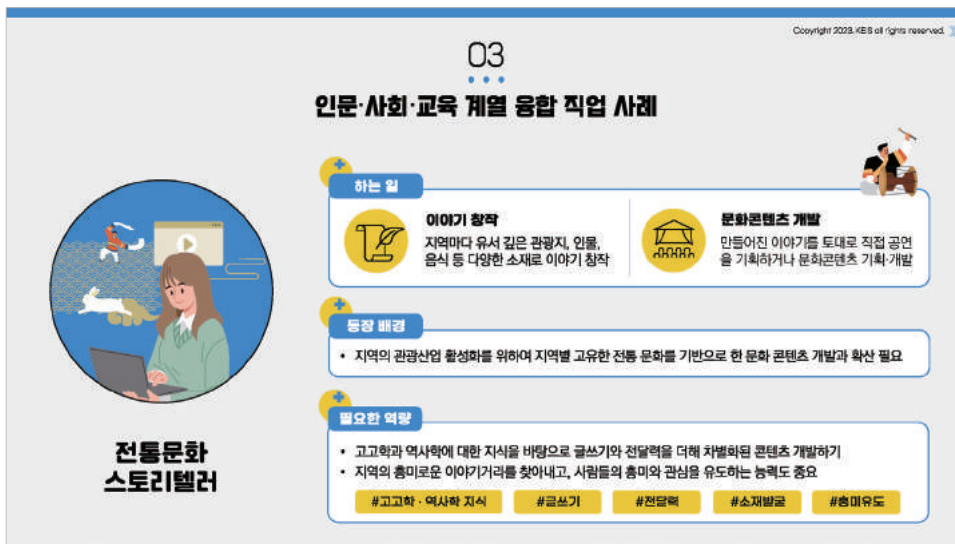 Copyright 2023.KBS all rights reserved.
03
인문·사회·교육 계열 융합 직업 사례
하는 일
이야기 창작
지역마다 유서 깊은 관광지, 인물,
음식 등 다양한 소재로 이야기 창작
문화콘텐츠 개발
만들어진 이야기를 토대로 직접 공연
을 기획하거나 문화콘텐츠 기획·개발
등장 배경
• 지역의 관광산업 활성화를 위하여 지역별 고유한 전통 문화를 기반으로 한 문화 콘텐츠 개발과 확산 필요
필요한 역량
• 고고학과 역사학에 대한 지식을 바탕으로 글쓰기와 전달력을 더해 차별화된 콘텐츠 개발하기
• 지역의 흥미로운 이야기거리를 찾아내고, 사람들의 흥미와 관심을 유도하는 능력도 중요
#고고학 · 역사학 지식
#글쓰기
#전달력
#소재발굴
#흥미유도
전통문화
스토리텔러